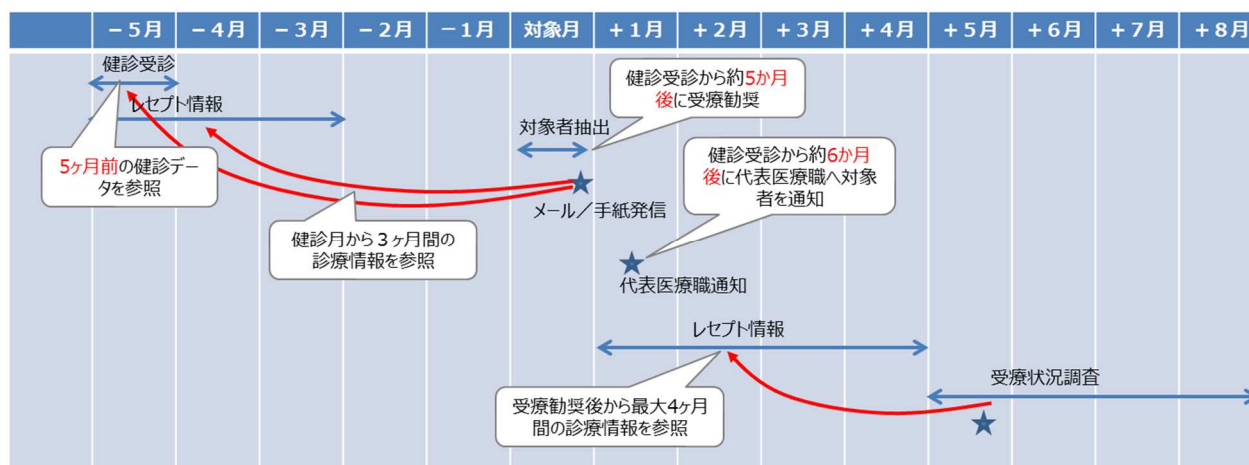 －5月 －4月 －3月 －2月 －1月 対象月 ＋1月 ＋2月 ＋3月 ＋4月 ＋5月 ＋6月 ＋7月 ＋8月
健診受診
レセプト情報
5ヶ月前の健診デー
タを参照
健診月から３ヶ月間の
診療情報を参照
対象者抽出
健診受診から約5か月
後に受療勧奨
メール／手紙発信
健診受診から約6か月
後に代表医療職へ対象
者を通知
代表医療職通知
レセプト情報
受療勧奨後から最大4ヶ月
間の診療情報を参照
受療状況調査